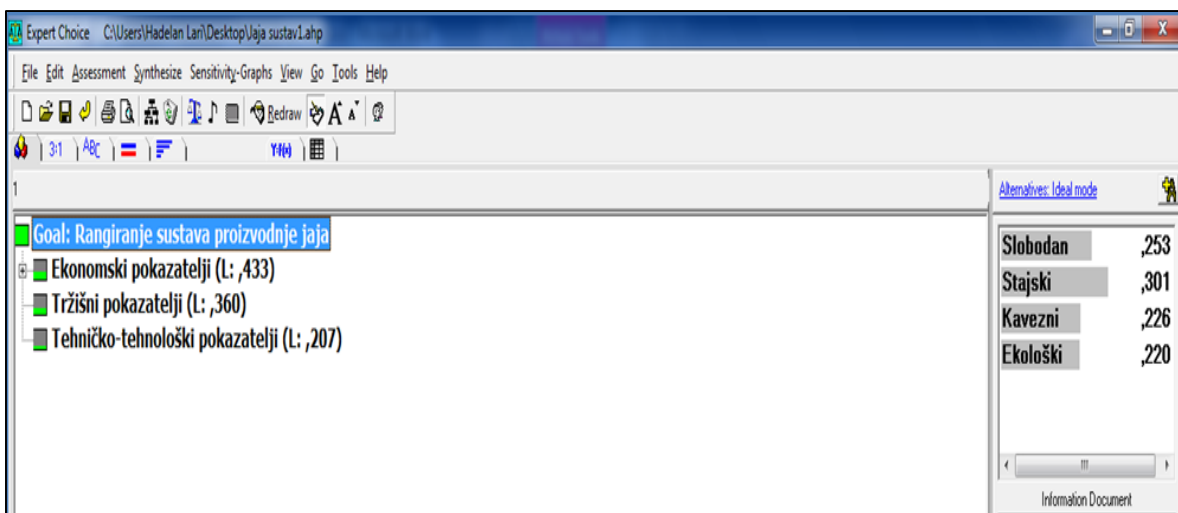 Expert Choice C:\Users\Hadelan Lari\Desktop\Jaja sustav1.ahp
File Edit Assessment Synthesize Sensitivity-Graphs View Go Tools Help
Redraw A A
3:1 ABC Y:f(x)
1
Alternatives: Ideal mode
Goal: Rangiranje sustava proizvodnje jaja
Ekonomski pokazatelji (L: ,433)
Tržišni pokazatelji (L: ,360)
Tehničko-tehnološki pokazatelji (L: ,207)
Slobodan ,253
Stajski ,301
Kavezni ,226
Ekološki ,220
Information Document